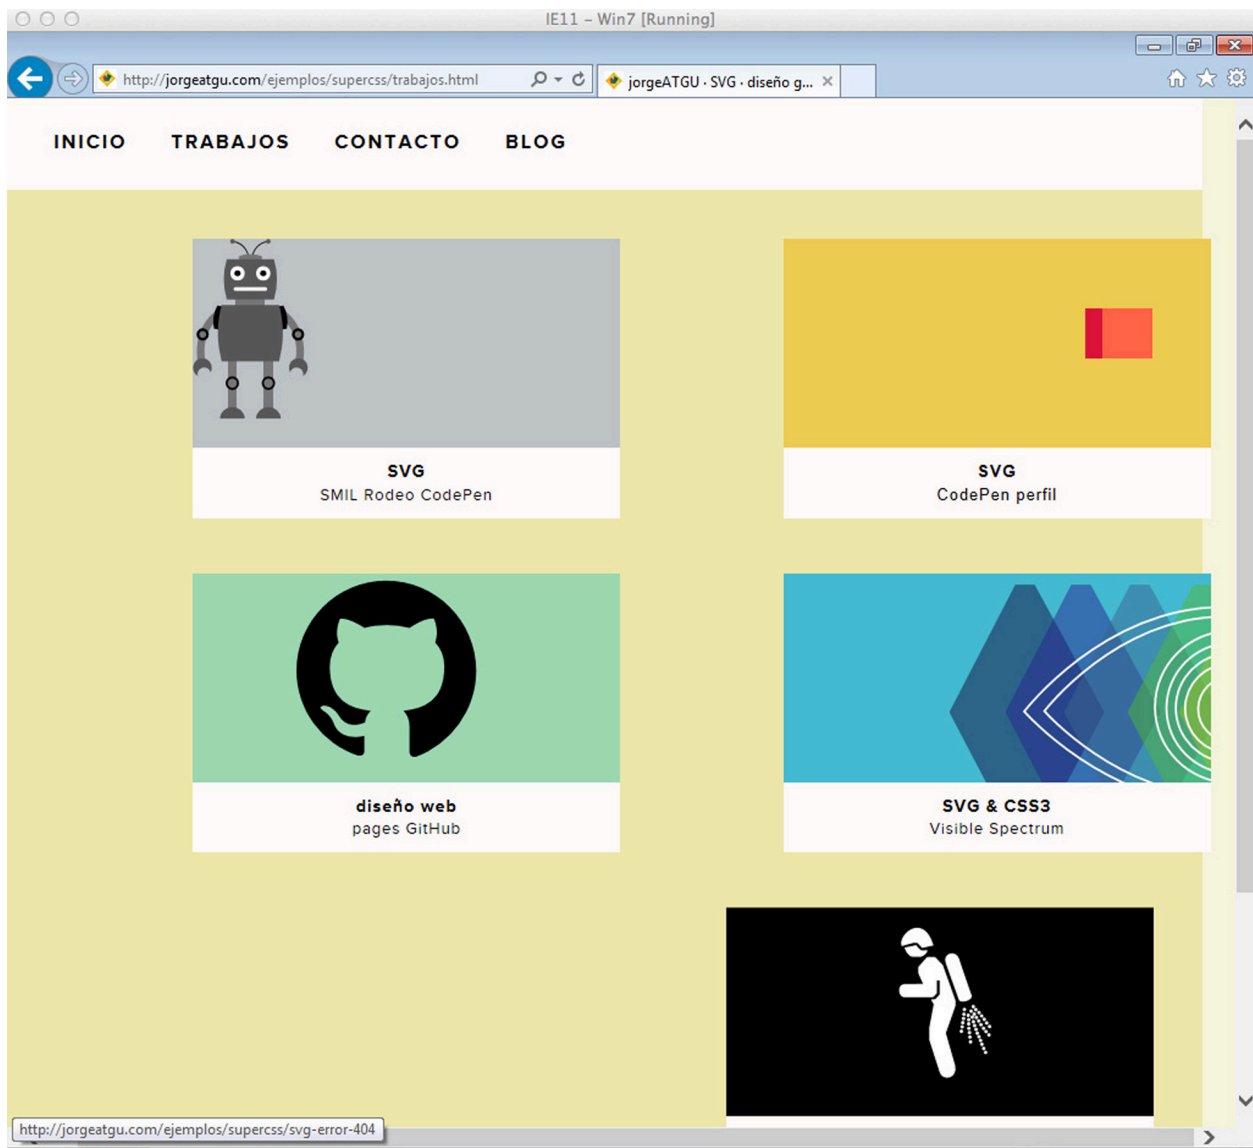 IE11 – Win7 [Running]
http://jorgeatgu.com/ejemplos/supercss/trabajos.html
jorgeATGU · SVG · diseño g...
INICIO TRABAJOS CONTACTO BLOG
SVG
SMIL Rodeo CodePen
SVG
CodePen perfil
diseño web
pages GitHub
SVG & CSS3
Visible Spectrum
http://jorgeatgu.com/ejemplos/supercss/svg-error-404